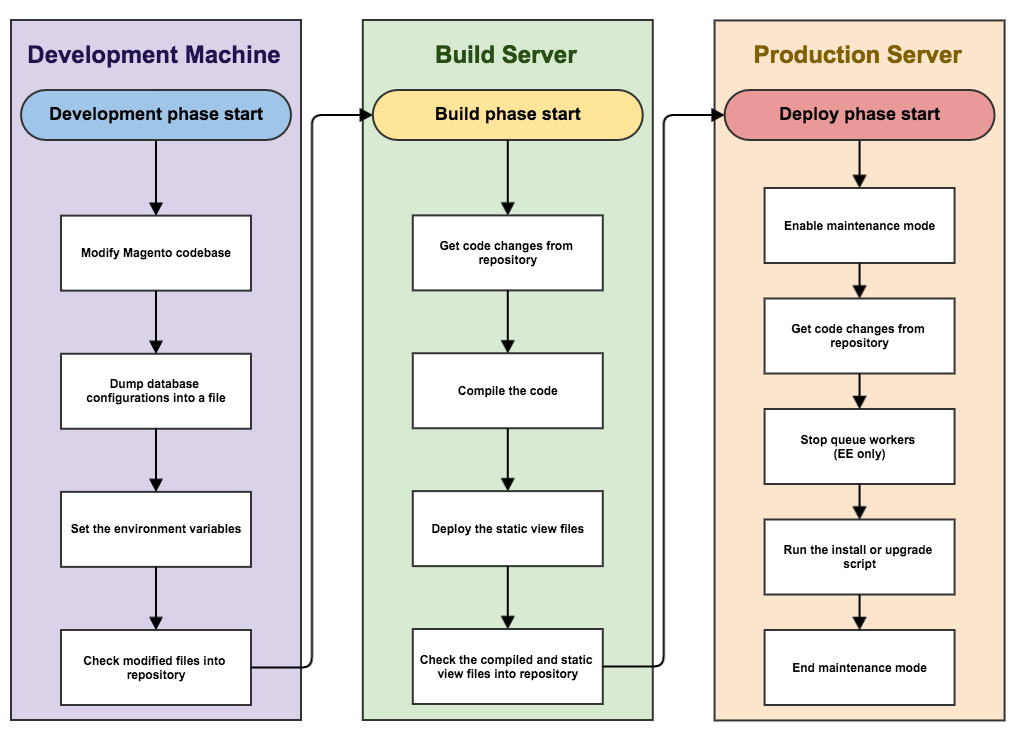 Development Machine
Development phase start
Modify Magento codebase
Dump database
configurations into a file
Set the environment variables
Check modified files into
repository
Build Server
Build phase start
Get code changes from
repository
Compile the code
Deploy the static view files
Check the compiled and static
view files into repository
Production Server
Deploy phase start
Enable maintenance mode
Get code changes from
repository
Stop queue workers
(EE only)
Run the install or upgrade
script
End maintenance mode